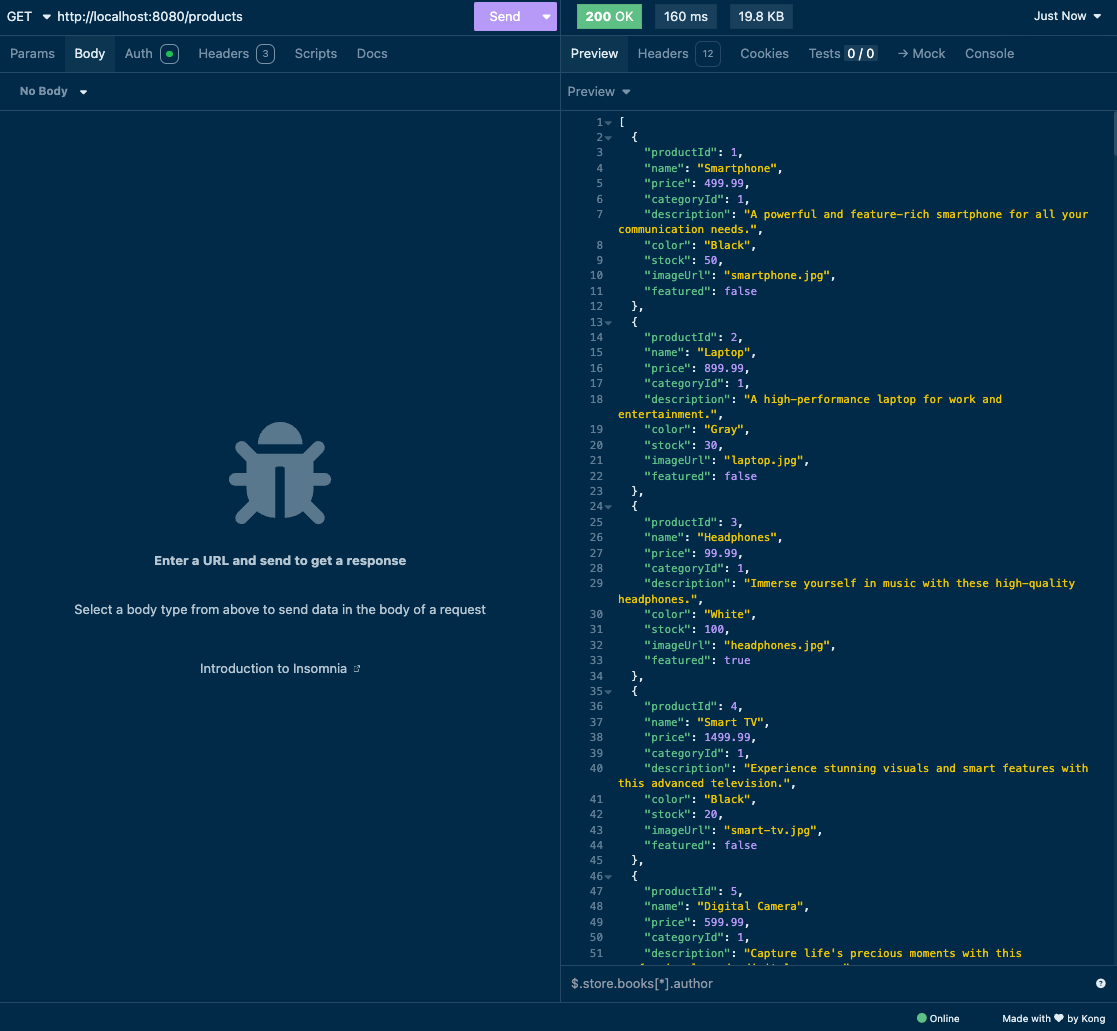 GET http://localhost:8080/products Send 200 OK 160 ms 19.8 KB Just Now
Params Body Auth Headers 3 Scripts Docs
Preview Headers 12 Cookies Tests 0 / 0 → Mock Console
No Body
Preview
Enter a URL and send to get a response
Select a body type from above to send data in the body of a request
Introduction to Insomnia
1 [
2 {
3 "productId": 1,
4 "name": "Smartphone",
5 "price": 499.99,
6 "categoryId": 1,
7 "description": "A powerful and feature-rich smartphone for all your
communication needs.",
8 "color": "Black",
9 "stock": 50,
10 "imageUrl": "smartphone.jpg",
11 "featured": false
12 },
13 {
14 "productId": 2,
15 "name": "Laptop",
16 "price": 899.99,
17 "categoryId": 1,
18 "description": "A high-performance laptop for work and
entertainment.",
19 "color": "Gray",
20 "stock": 30,
21 "imageUrl": "laptop.jpg",
22 "featured": false
23 },
24 {
25 "productId": 3,
26 "name": "Headphones",
27 "price": 99.99,
28 "categoryId": 1,
29 "description": "Immerse yourself in music with these high-quality
headphones.",
30 "color": "White",
31 "stock": 100,
32 "imageUrl": "headphones.jpg",
33 "featured": true
34 },
35 {
36 "productId": 4,
37 "name": "Smart TV",
38 "price": 1499.99,
39 "categoryId": 1,
40 "description": "Experience stunning visuals and smart features with
this advanced television.",
41 "color": "Black",
42 "stock": 20,
43 "imageUrl": "smart-tv.jpg",
44 "featured": false
45 },
46 {
47 "productId": 5,
48 "name": "Digital Camera",
49 "price": 599.99,
50 "categoryId": 1,
51 "description": "Capture life's precious moments with this
$.store.books[*].author
Online Made with ❤ by Kong